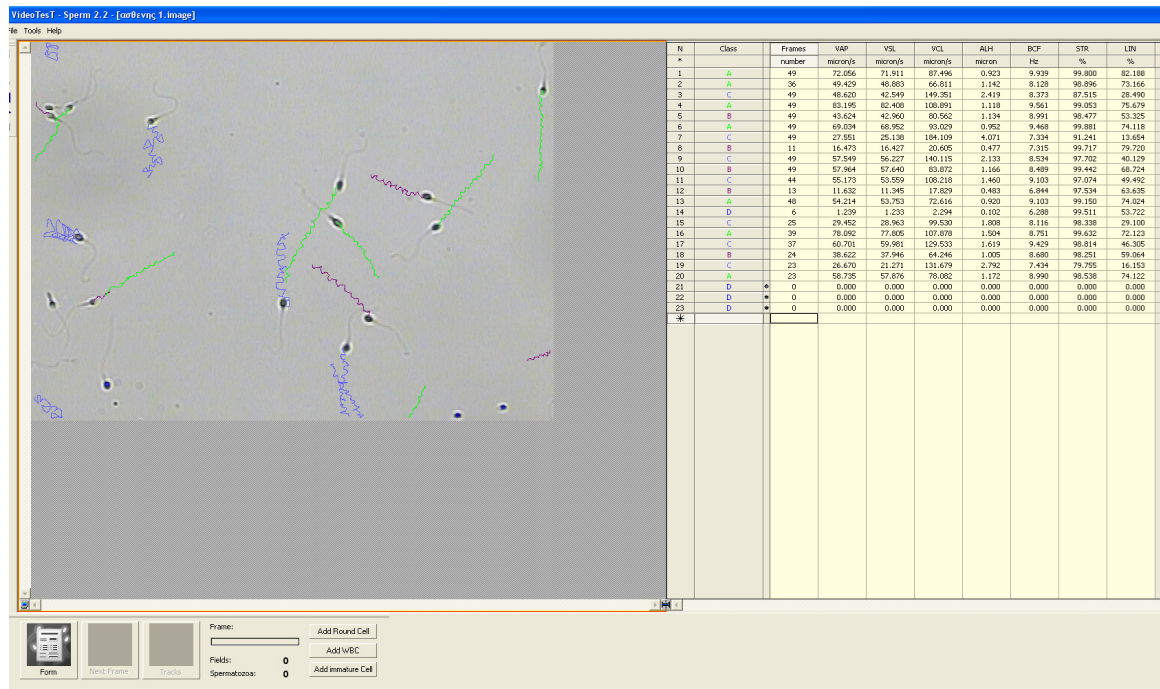 VideoTesT - Sperm 2.2 - [ασθενης 1.image]
File Tools Help
N Class Frames VAP VSL VCL ALH BCF STR LIN
* number micron/s micron/s micron/s micron Hz % %
1 A 49 72.056 71.911 87.496 0.923 9.939 99.800 82.188
2 A 36 49.429 48.883 66.811 1.142 8.128 98.896 73.166
3 C 49 48.620 42.549 149.351 2.419 8.373 87.515 28.490
4 A 49 83.195 82.408 108.891 1.118 9.561 99.053 75.679
5 B 49 43.624 42.960 80.562 1.134 8.991 98.477 53.325
6 A 49 69.034 68.952 93.029 0.952 9.468 99.881 74.118
7 C 49 27.551 25.138 184.109 4.071 7.334 91.241 13.654
8 B 11 16.473 16.427 20.605 0.477 7.315 99.717 79.720
9 C 49 57.549 56.227 140.115 2.133 8.534 97.702 40.129
10 B 49 57.964 57.640 83.872 1.166 8.489 99.442 68.724
11 C 44 55.173 53.559 108.218 1.460 9.103 97.074 49.492
12 B 13 11.632 11.345 17.829 0.483 6.844 97.534 63.635
13 A 48 54.214 53.753 72.616 0.920 9.103 99.150 74.024
14 D 6 1.239 1.233 2.294 0.102 6.288 99.511 53.722
15 C 25 29.452 28.963 99.530 1.808 8.116 98.338 29.100
16 A 39 78.092 77.805 107.878 1.504 8.751 99.632 72.123
17 C 37 60.701 59.981 129.533 1.619 9.429 98.814 46.305
18 B 24 38.622 37.946 64.246 1.005 8.680 98.251 59.064
19 C 23 26.670 21.271 131.679 2.792 7.434 79.755 16.153
20 A 23 58.735 57.876 78.082 1.172 8.990 98.538 74.122
21 D * 0 0.000 0.000 0.000 0.000 0.000 0.000 0.000
22 D * 0 0.000 0.000 0.000 0.000 0.000 0.000 0.000
23 D * 0 0.000 0.000 0.000 0.000 0.000 0.000 0.000
*
Form
Next Frame
Tracks
Frame:
Fields: 0
Spermatozoa: 0
Add Round Cell
Add WBC
Add immature Cell